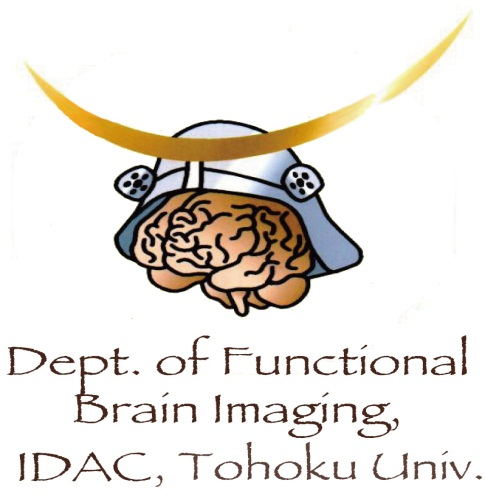 Dept. of Functional
Brain Imaging,
IDAC, Tohoku Univ.